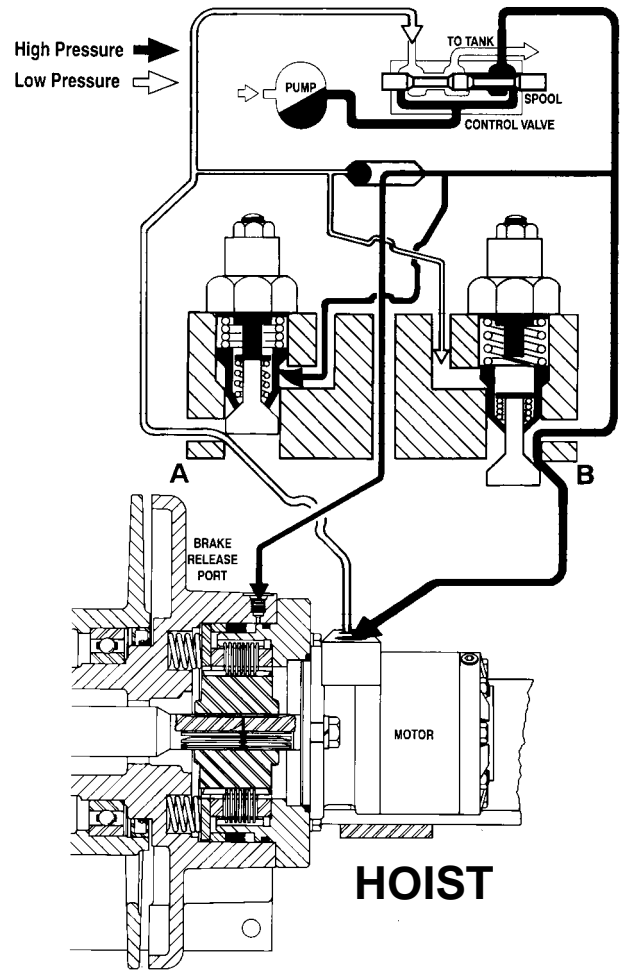 High Pressure
Low Pressure
TO TANK
PUMP
SPOOL
CONTROL VALVE
A
B
BRAKE
RELEASE
PORT
MOTOR
HOIST